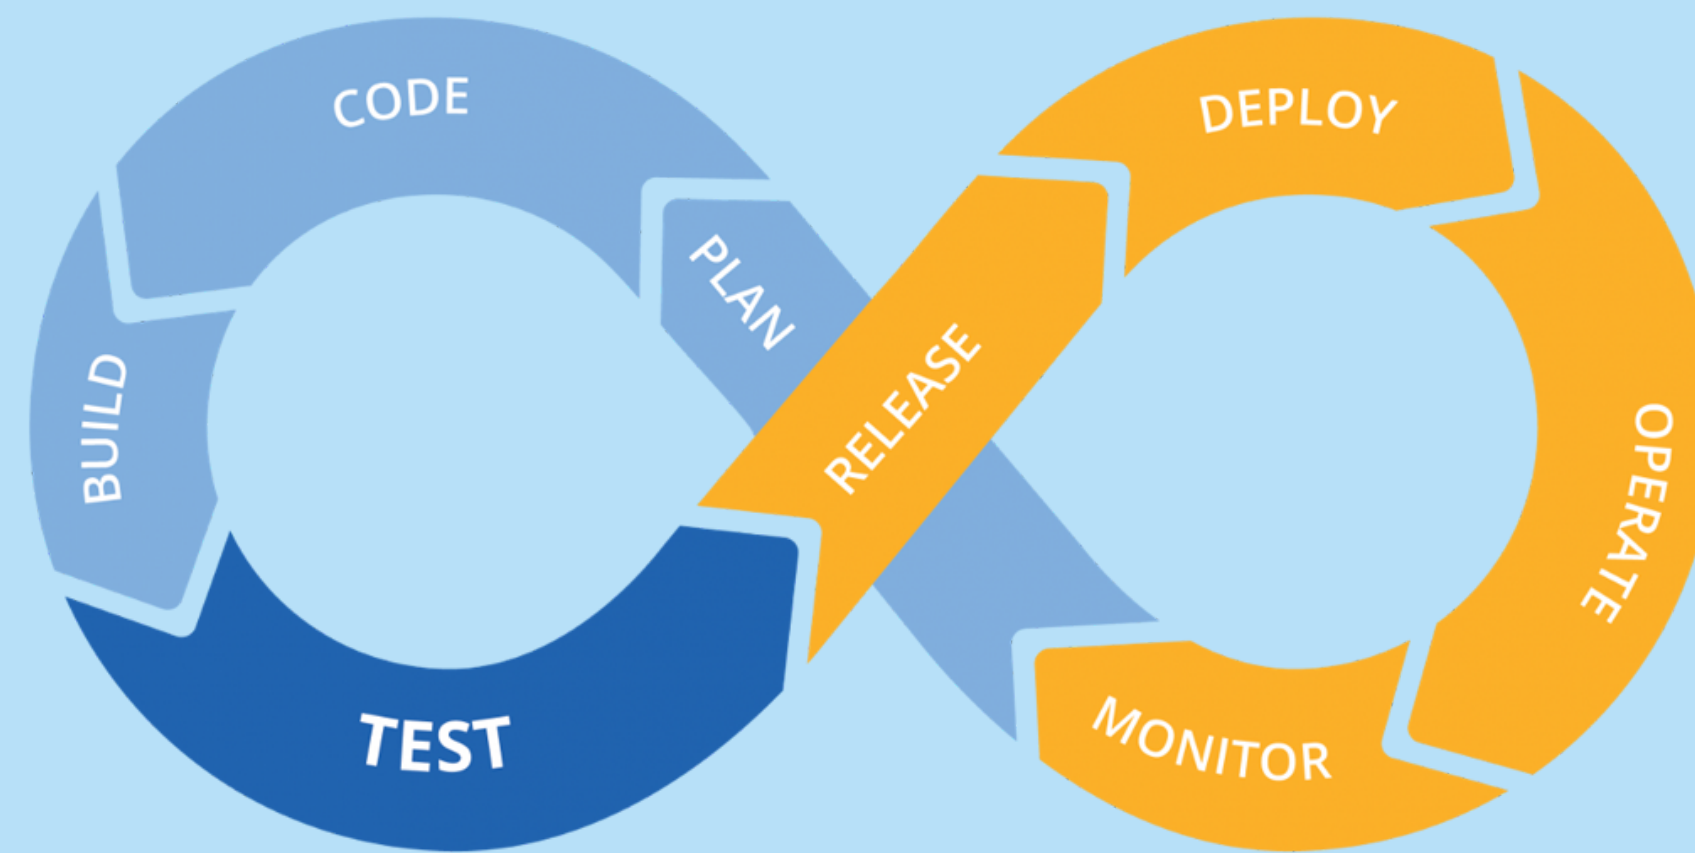 CODE
DEPLOY
PLAN
RELEASE
BUILD
OPERATE
TEST
MONITOR